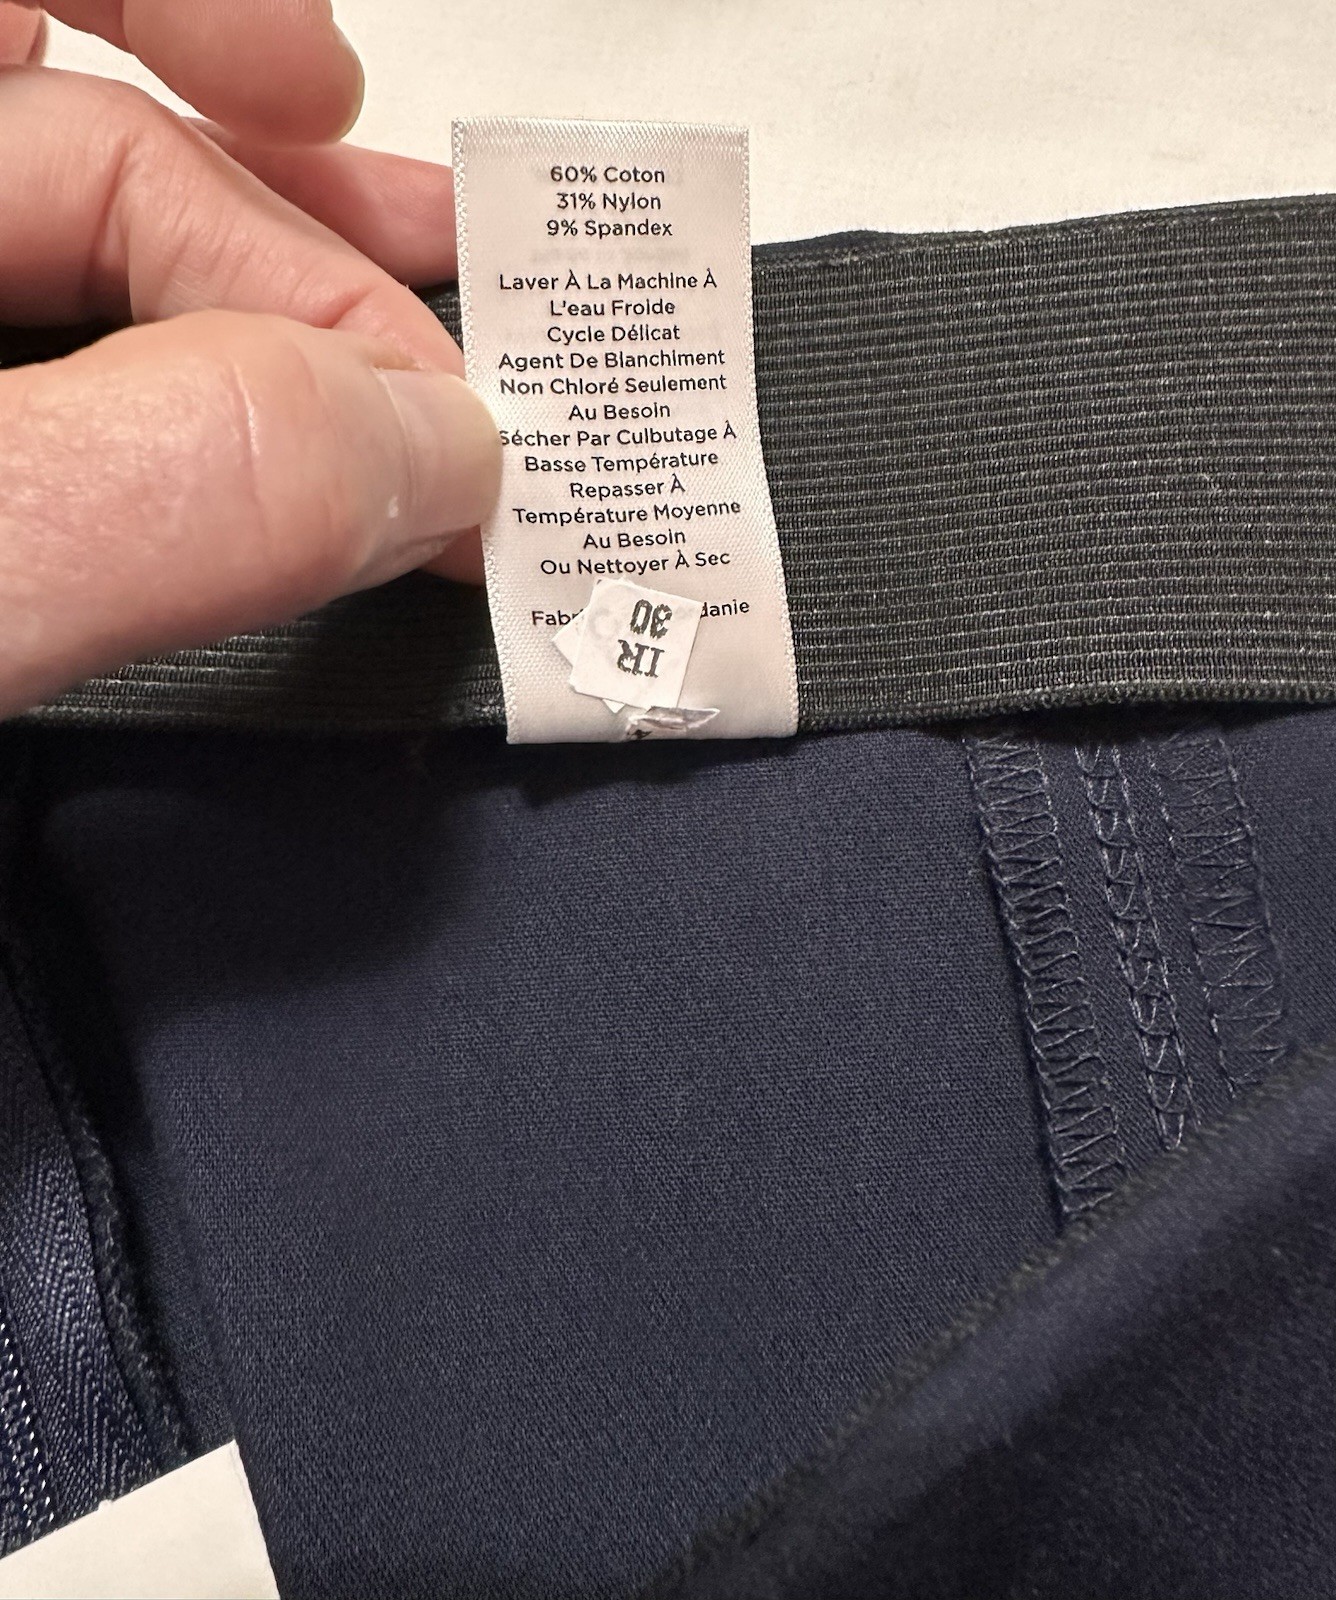 60% Coton
31% Nylon
9% Spandex
Laver À La Machine À
L'eau Froide
Cycle Délicat
Agent De Blanchiment
Non Chloré Seulement
Au Besoin
Sécher Par Culbutage À
Basse Température
Repasser À
Température Moyenne
Au Besoin
Ou Nettoyer À Sec
IR
30